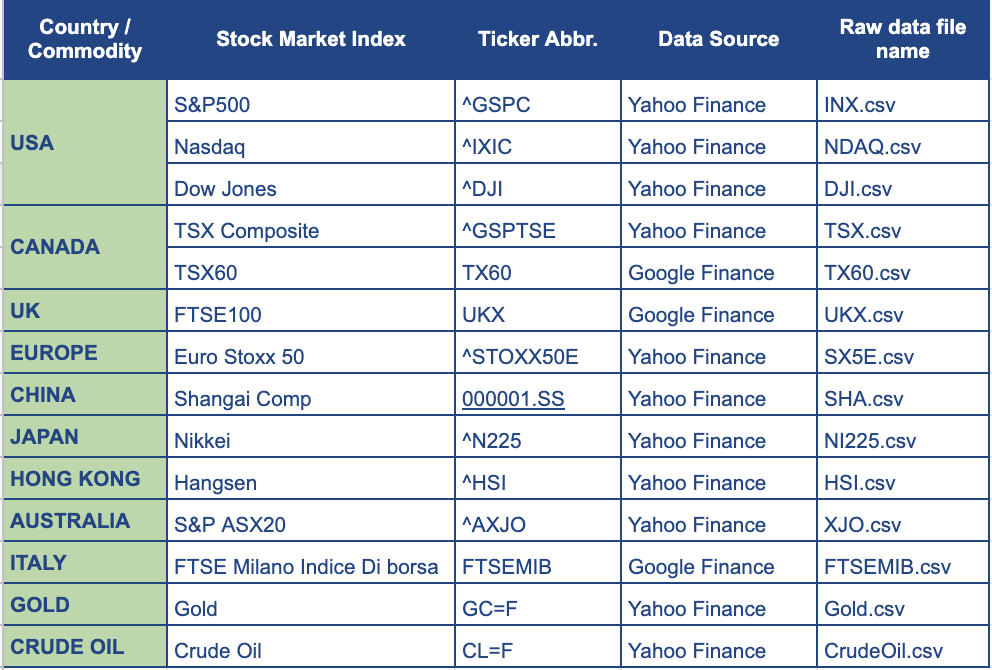 Country / Commodity Stock Market Index Ticker Abbr. Data Source Raw data file name
USA S&P500 ^GSPC Yahoo Finance INX.csv
Nasdaq ^IXIC Yahoo Finance NDAQ.csv
Dow Jones ^DJI Yahoo Finance DJI.csv
CANADA TSX Composite ^GSPTSE Yahoo Finance TSX.csv
TSX60 TX60 Google Finance TX60.csv
UK FTSE100 UKX Google Finance UKX.csv
EUROPE Euro Stoxx 50 ^STOXX50E Yahoo Finance SX5E.csv
CHINA Shangai Comp 000001.SS Yahoo Finance SHA.csv
JAPAN Nikkei ^N225 Yahoo Finance NI225.csv
HONG KONG Hangsen ^HSI Yahoo Finance HSI.csv
AUSTRALIA S&P ASX20 ^AXJO Yahoo Finance XJO.csv
ITALY FTSE Milano Indice Di borsa FTSEMIB Google Finance FTSEMIB.csv
GOLD Gold GC=F Yahoo Finance Gold.csv
CRUDE OIL Crude Oil CL=F Yahoo Finance CrudeOil.csv